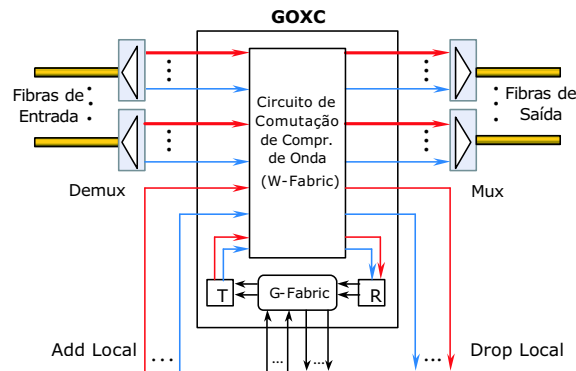 GOXC
Fibras de
Entrada
Circuito de
Comutação
de Compr.
de Onda
(W-Fabric)
Fibras de
Saída
Demux
Mux
T
G-Fabric
R
Add Local
...
...
...
...
Drop Local